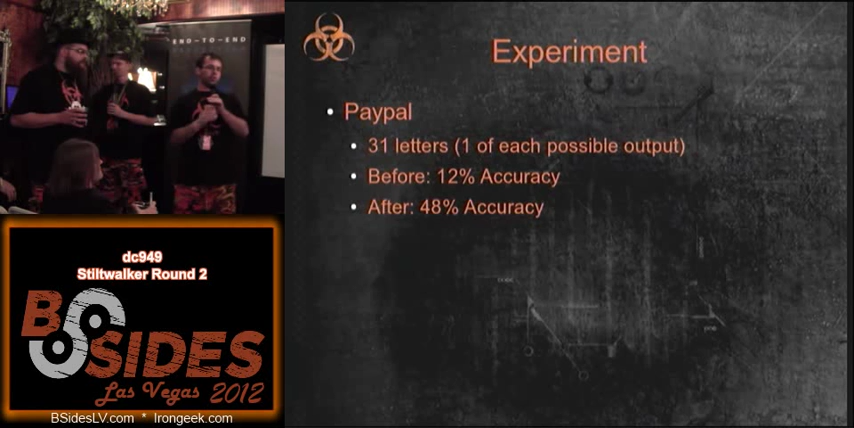 END-TO-END
Experiment
Paypal
31 letters (1 of each possible output)
Before: 12% Accuracy
After: 48% Accuracy
dc949
Stiltwalker Round 2
BSIDES
Las Vegas 2012
BSidesLV.com * Irongeek.com